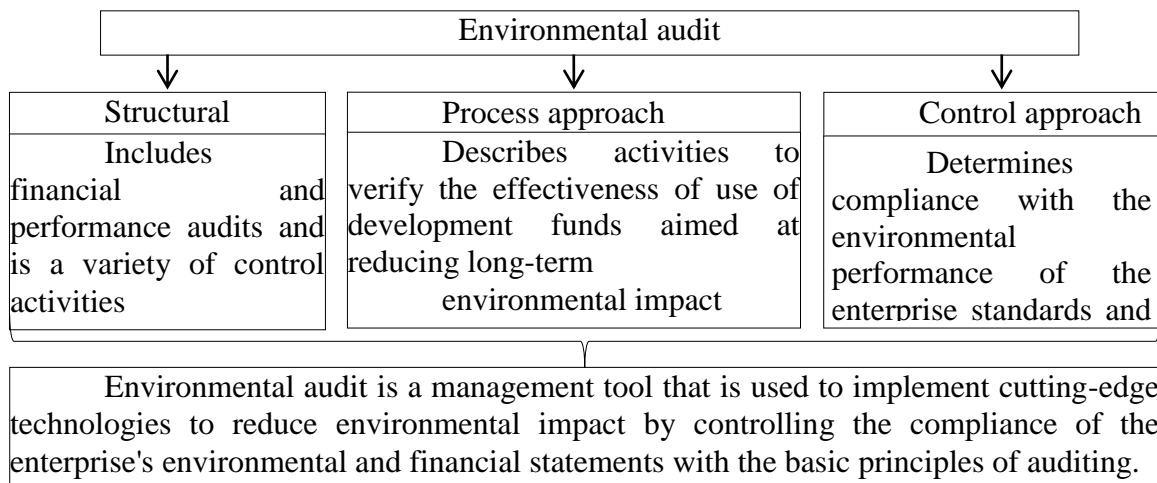 Environmental audit
Structural
Includes
financial and
performance audits and
is a variety of control
activities
Process approach
Describes activities to
verify the effectiveness of use of
development funds aimed at
reducing long-term
environmental impact
Control approach
Determines
compliance with the
environmental
performance of the
enterprise standards and
Environmental audit is a management tool that is used to implement cutting-edge
technologies to reduce environmental impact by controlling the compliance of the
enterprise's environmental and financial statements with the basic principles of auditing.